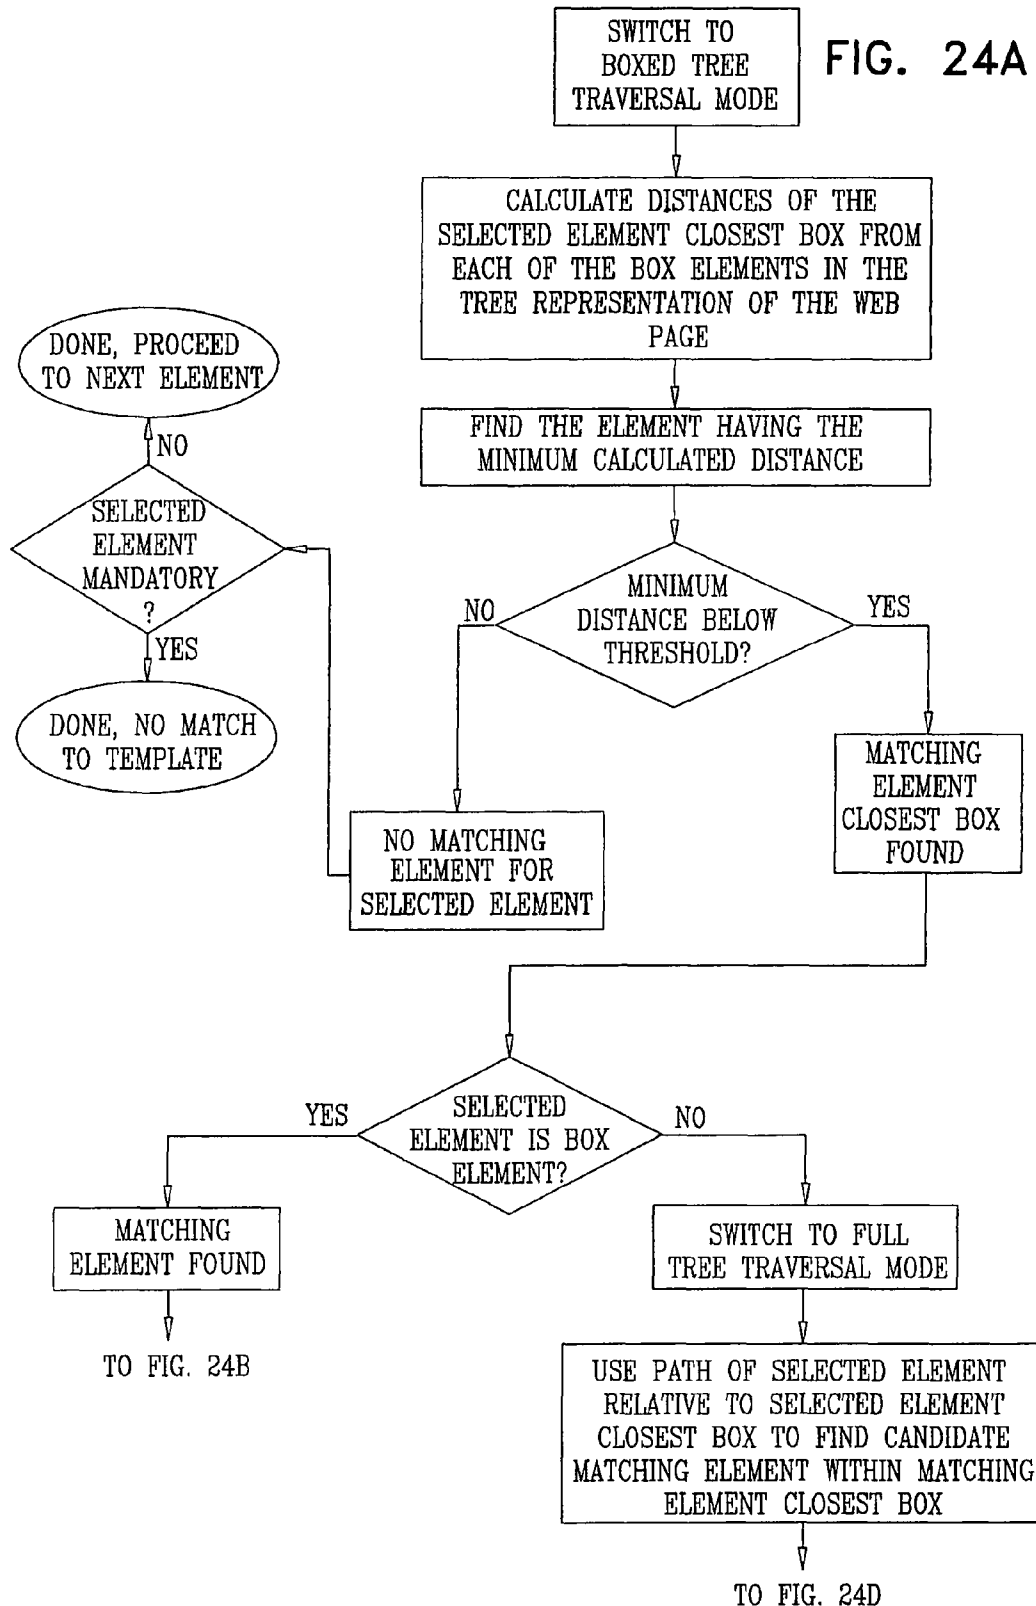 FIG. 24A
SWITCH TO
BOXED TREE
TRAVERSAL MODE
CALCULATE DISTANCES OF THE
SELECTED ELEMENT CLOSEST BOX FROM
EACH OF THE BOX ELEMENTS IN THE
TREE REPRESENTATION OF THE WEB
PAGE
FIND THE ELEMENT HAVING THE
MINIMUM CALCULATED DISTANCE
MINIMUM
DISTANCE BELOW
THRESHOLD?
NO
YES
NO MATCHING
ELEMENT FOR
SELECTED ELEMENT
SELECTED
ELEMENT
MANDATORY
?
NO
DONE, PROCEED
TO NEXT ELEMENT
YES
DONE, NO MATCH
TO TEMPLATE
MATCHING
ELEMENT
CLOSEST BOX
FOUND
SELECTED
ELEMENT IS BOX
ELEMENT?
YES
NO
MATCHING
ELEMENT FOUND
TO FIG. 24B
SWITCH TO FULL
TREE TRAVERSAL MODE
USE PATH OF SELECTED ELEMENT
RELATIVE TO SELECTED ELEMENT
CLOSEST BOX TO FIND CANDIDATE
MATCHING ELEMENT WITHIN MATCHING
ELEMENT CLOSEST BOX
TO FIG. 24D